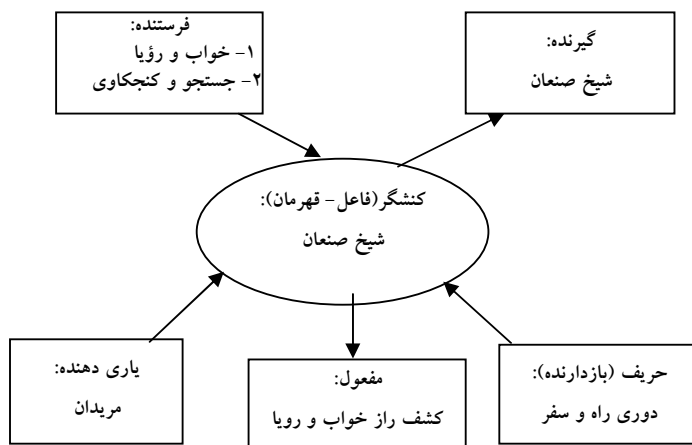 گیرنده:
شیخ صنعان
فرستنده:
۱- خواب و رؤیا
۲- جستجو و کنجکاوی
کنشگر(فاعل- قهرمان):
شیخ صنعان
حریف (بازدارنده):
دوری راه و سفر
مفعول:
کشف راز خواب و رویا
یاری دهنده:
مریدان